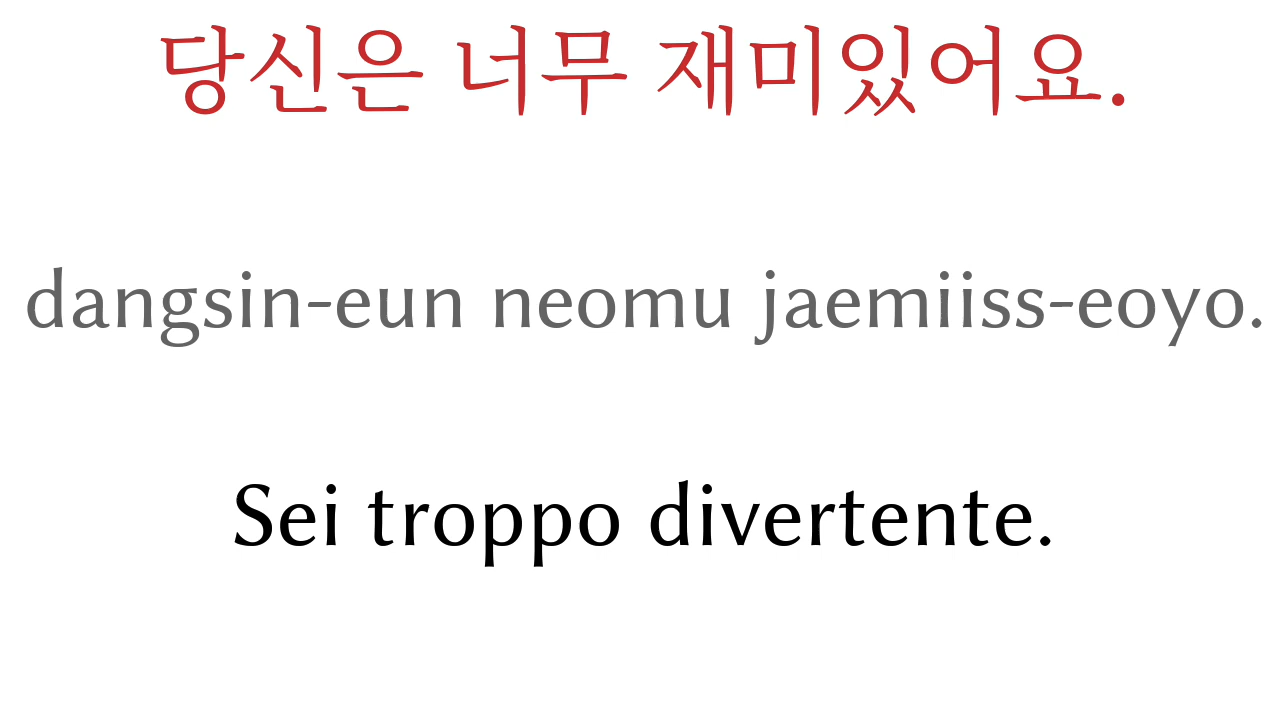 당신은 너무 재미있어요.
dangsin-eun neomu jaemiiss-eoyo.
Sei troppo divertente.